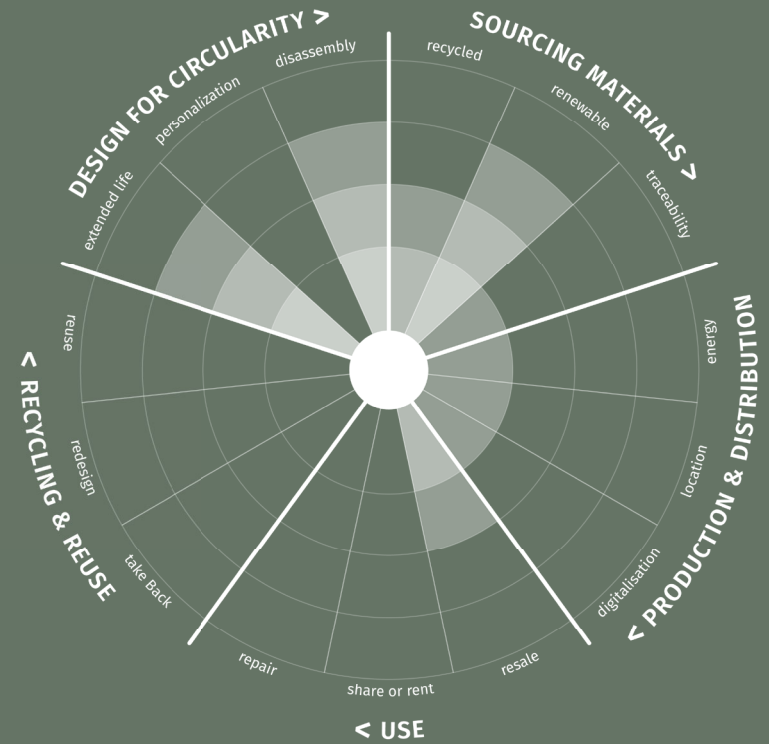 DESIGN FOR CIRCULARITY >
extended life
personalization
disassembly
SOURCING MATERIALS >
recycled
renewable
traceability
< PRODUCTION & DISTRIBUTION
energy
location
digitalisation
< USE
resale
share or rent
repair
< RECYCLING & REUSE
take Back
redesign
reuse